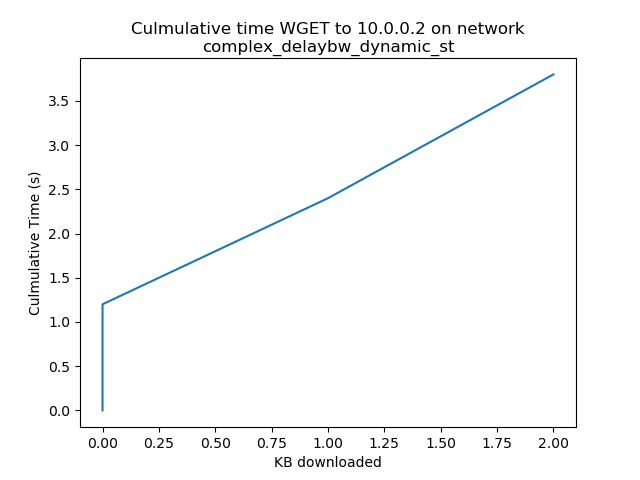 Culmulative time WGET to 10.0.0.2 on network
complex_delaybw_dynamic_st
3.5
3.0
2.5
2.0
1.5
1.0
0.5
0.0
Culmulative Time (s)
0.00 0.25 0.50 0.75 1.00 1.25 1.50 1.75 2.00
KB downloaded